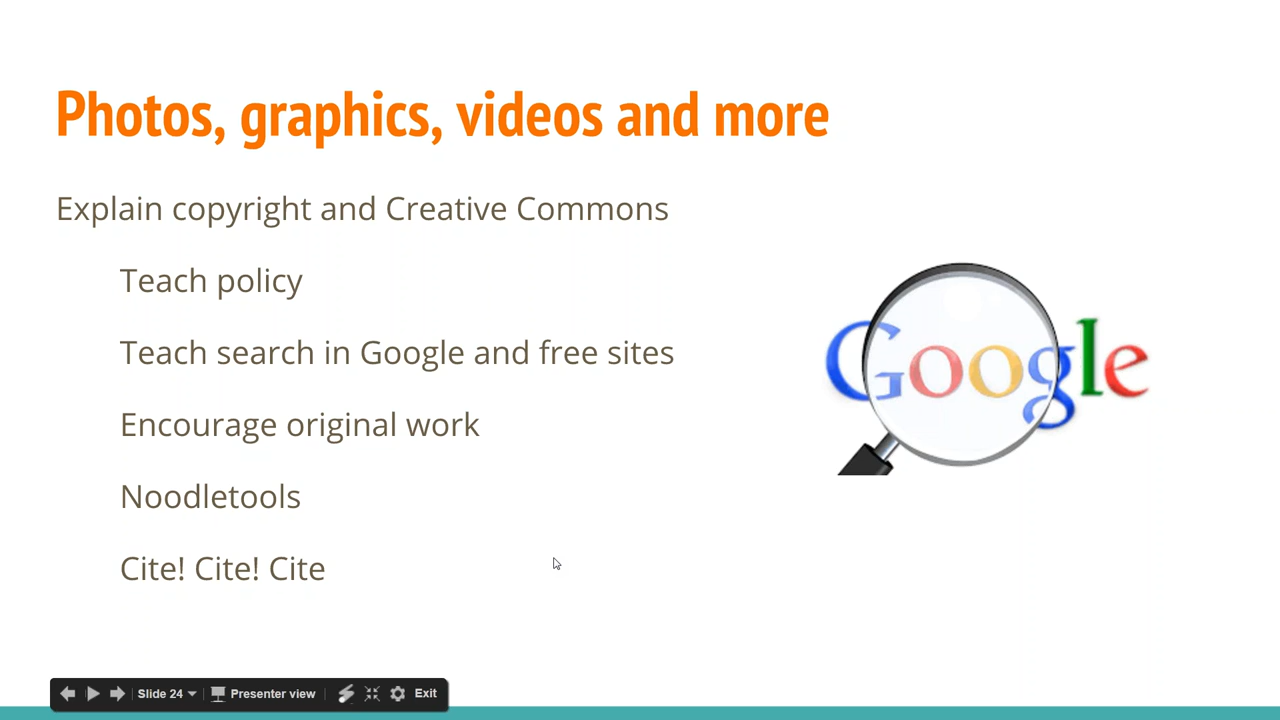 Photos, graphics, videos and more
Explain copyright and Creative Commons
Teach policy
Teach search in Google and free sites
Encourage original work
Noodletools
Cite! Cite! Cite
Google
Slide 24
Presenter view
Exit